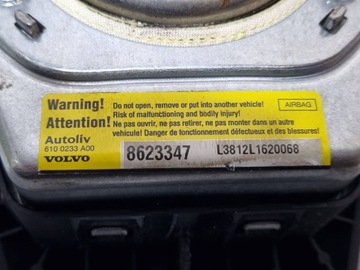 Warning!
Do not open, remove or put into another vehicle!
Risk of malfunctioning and bodily injury!
AIRBAG
Attention!
Ne pas ouvrir, ne pas retirer, ne pas monter dans un autre
vehicule! Danger de fonctionnement défectueux et des blessures!
Autoliv
610 0233 A00
VOLVO
8623347
L3812L1620068